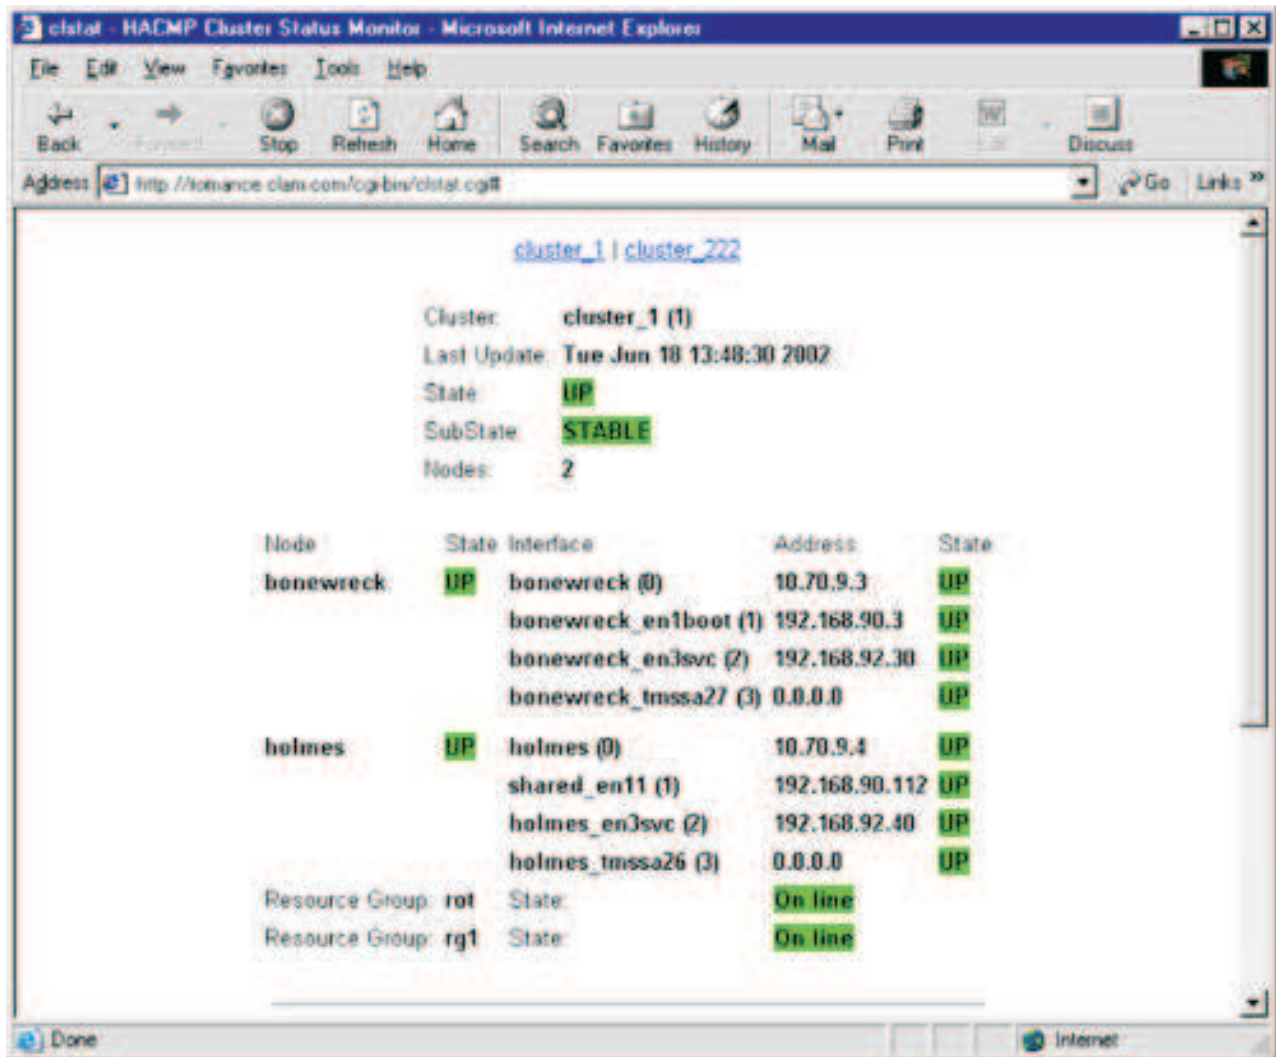 clstat - HACMP Cluster Status Monitor - Microsoft Internet Explorer
File Edit View Favorites Tools Help
Back Forward Stop Refresh Home Search Favorites History Mail Print Edit Discuss
Address http://romance.clam.com/cgi-bin/clstat.cgi# Go Links »
cluster_1 | cluster_222
Cluster: cluster_1 (1)
Last Update: Tue Jun 18 13:48:30 2002
State: UP
SubState: STABLE
Nodes: 2
Node State Interface Address State
bonewreck UP bonewreck (0) 10.70.9.3 UP
bonewreck_en1boot (1) 192.168.90.3 UP
bonewreck_en3svc (2) 192.168.92.30 UP
bonewreck_tmssa27 (3) 0.0.0.0 UP
holmes UP holmes (0) 10.70.9.4 UP
shared_en11 (1) 192.168.90.112 UP
holmes_en3svc (2) 192.168.92.40 UP
holmes_tmssa26 (3) 0.0.0.0 UP
Resource Group: rot State: On line
Resource Group: rg1 State: On line
Done Internet